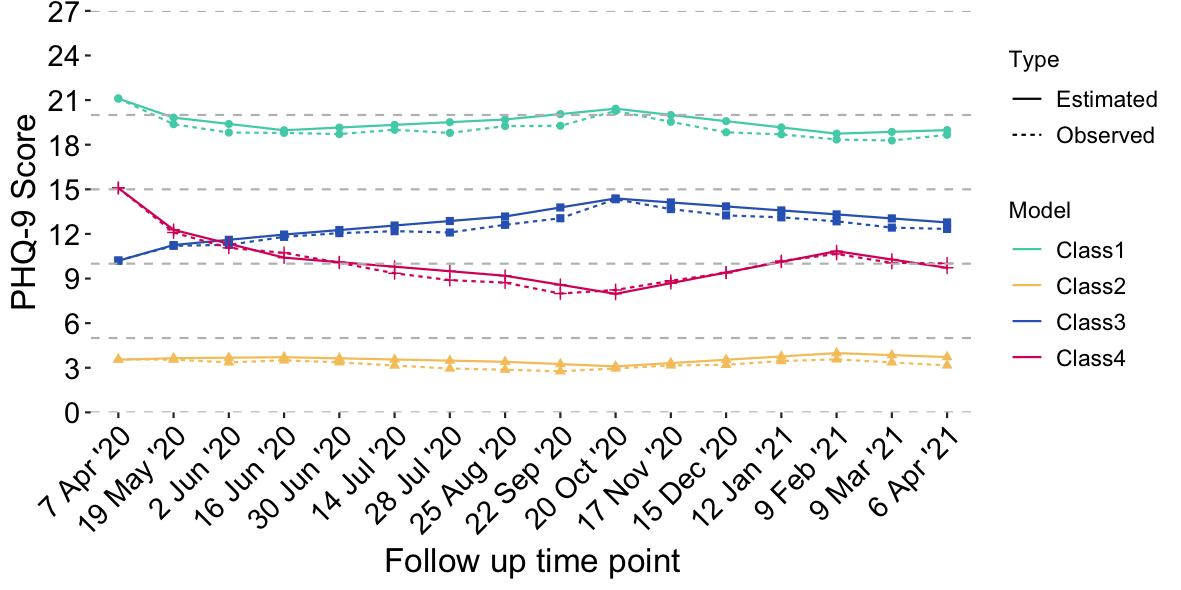 27
24
21
18
15
12
9
6
3
0
PHQ-9 Score
7 Apr '20
19 May '20
2 Jun '20
16 Jun '20
30 Jun '20
14 Jul '20
28 Jul '20
25 Aug '20
22 Sep '20
20 Oct '20
17 Nov '20
15 Dec '20
12 Jan '21
9 Feb '21
9 Mar '21
6 Apr '21
Follow up time point
Type
Estimated
Observed
Model
Class1
Class2
Class3
Class4